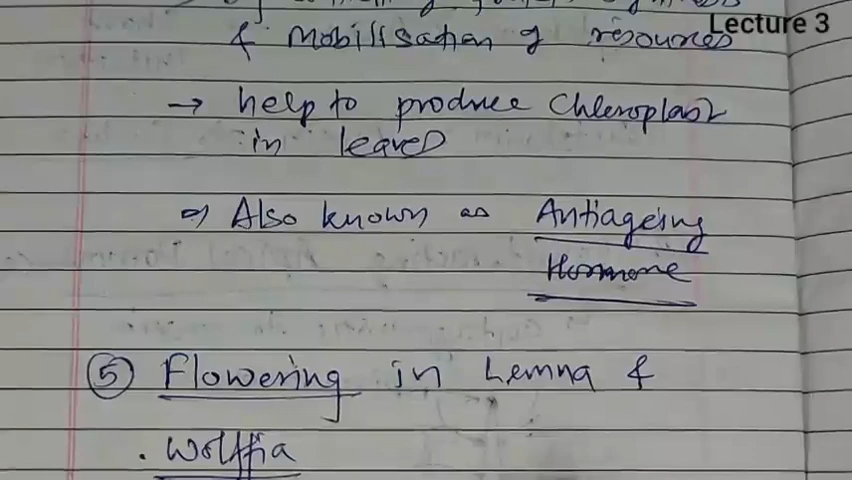 Lecture 3
& Mobilisation of resources
→ help to produce Chloroplast
in leaves
⇒ Also known as Antiageing
Hormone
⑤ Flowering in Lemna &
. Wolffia